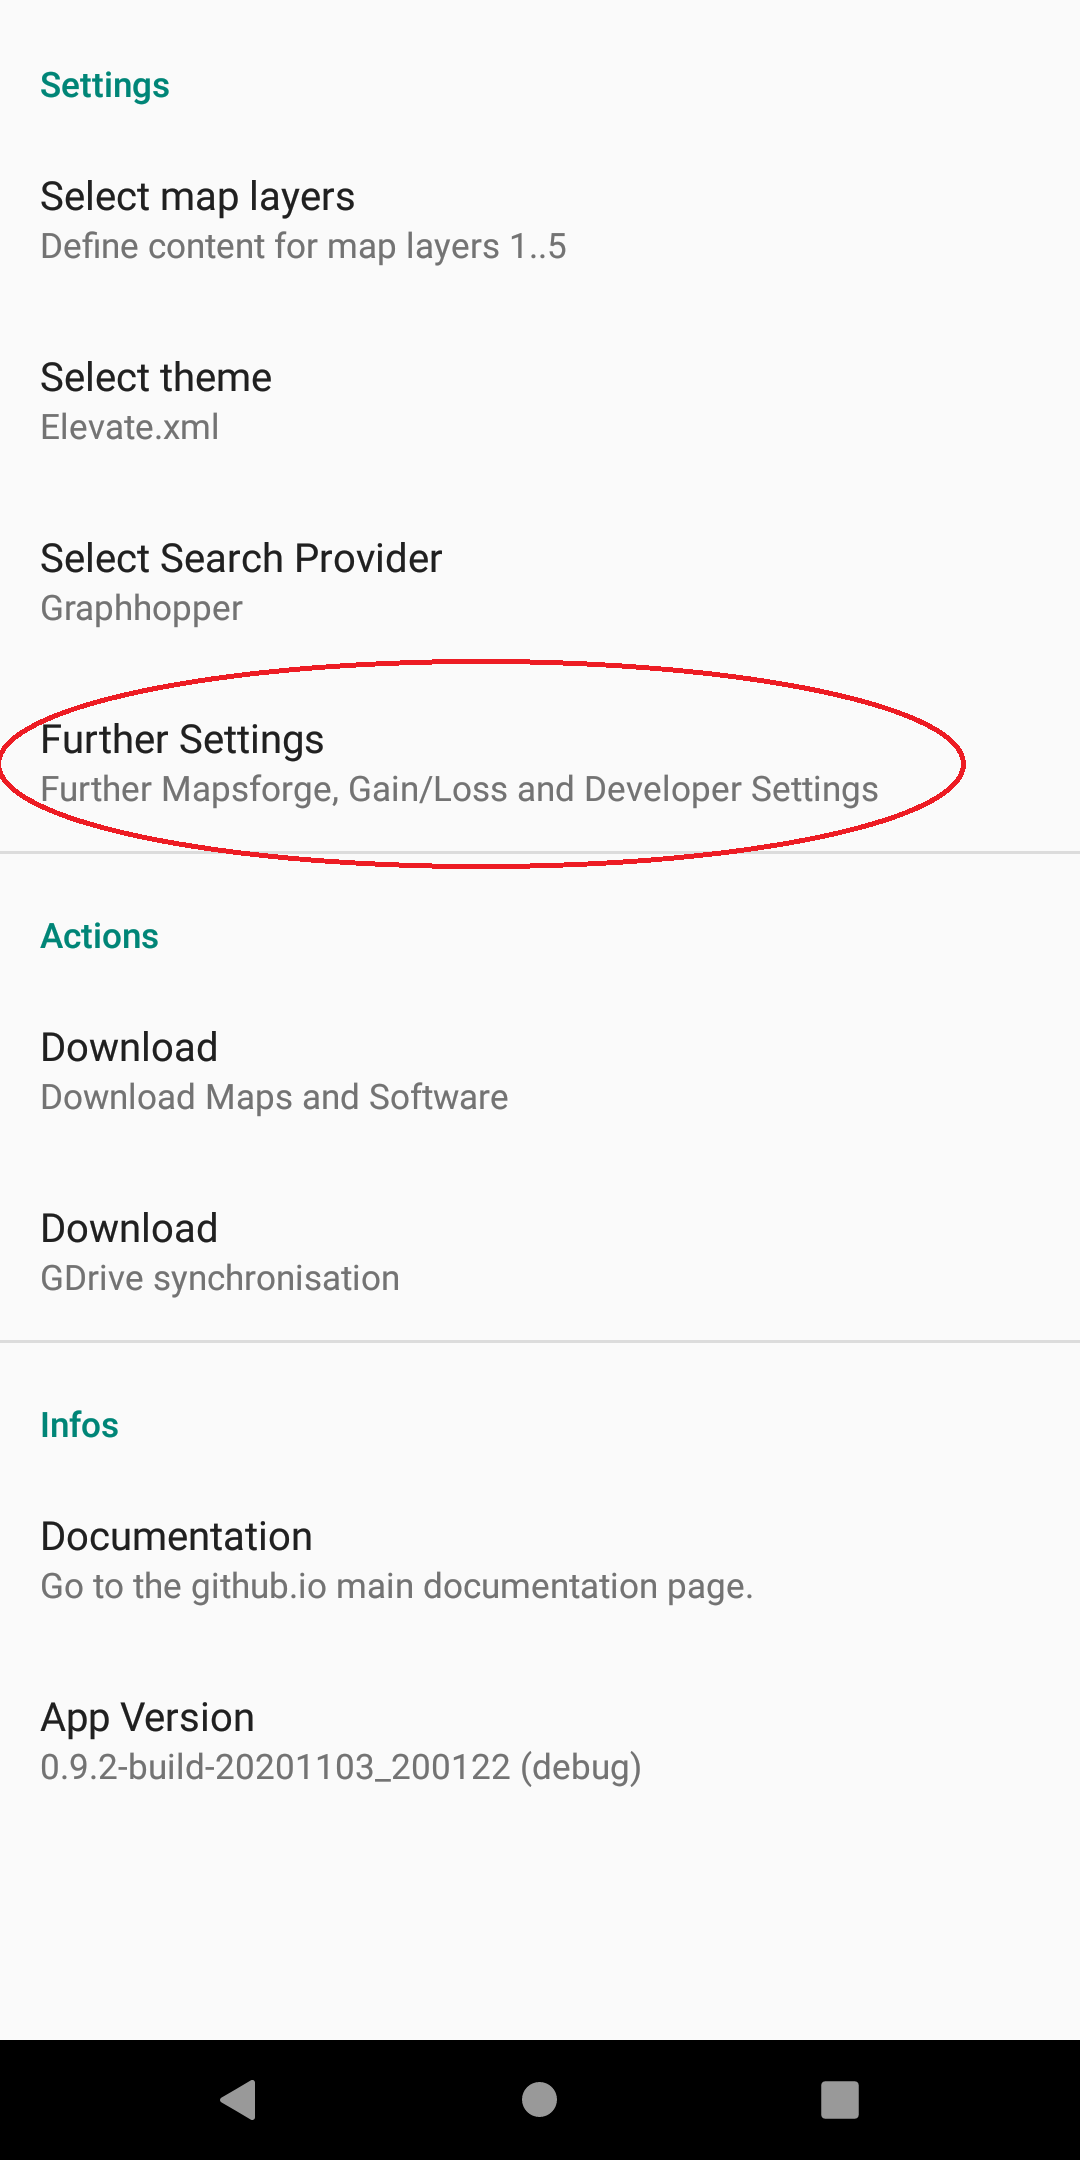 Settings
Select map layers
Define content for map layers 1..5
Select theme
Elevate.xml
Select Search Provider
Graphhopper
Further Settings
Further Mapsforge, Gain/Loss and Developer Settings
Actions
Download
Download Maps and Software
Download
GDrive synchronisation
Infos
Documentation
Go to the github.io main documentation page.
App Version
0.9.2-build-20201103_200122 (debug)